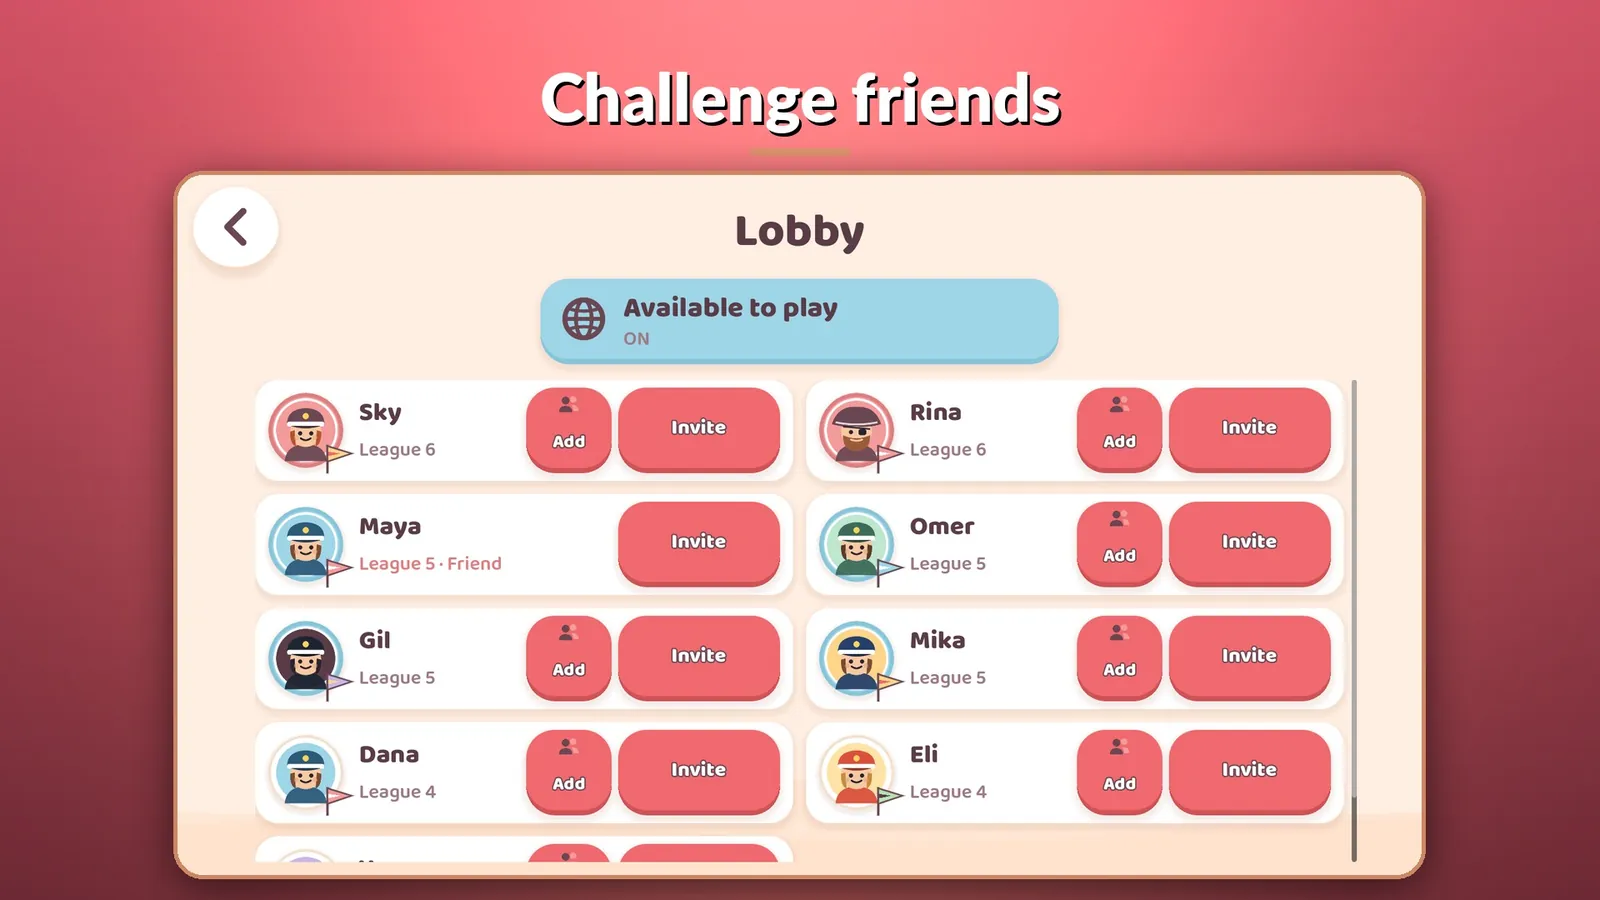 Challenge friends
Lobby
Available to play
ON
Sky
League 6
Add
Invite
Rina
League 6
Add
Invite
Maya
League 5 · Friend
Invite
Omer
League 5
Add
Invite
Gil
League 5
Add
Invite
Mika
League 5
Add
Invite
Dana
League 4
Add
Invite
Eli
League 4
Add
Invite